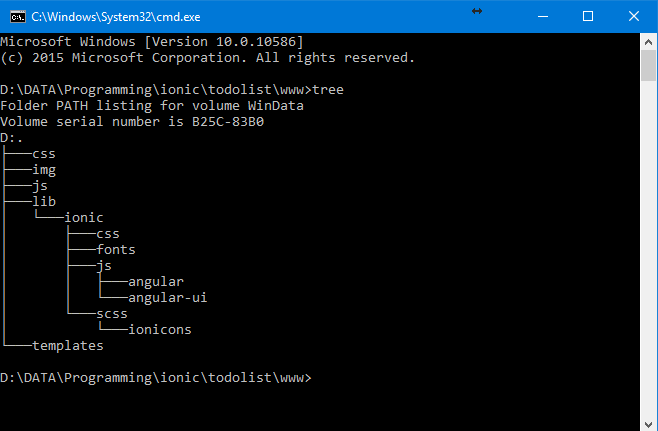 C:\Windows\System32\cmd.exe
Microsoft Windows [Version 10.0.10586]
(c) 2015 Microsoft Corporation. All rights reserved.
D:\DATA\Programming\ionic\todolist\www>tree
Folder PATH listing for volume WinData
Volume serial number is B25C-83B0
D:.
├───css
├───img
├───js
├───lib
│   └───ionic
│       ├───css
│       ├───fonts
│       ├───js
│       │   ├───angular
│       │   └───angular-ui
│       └───scss
│           └───ionicons
└───templates
D:\DATA\Programming\ionic\todolist\www>